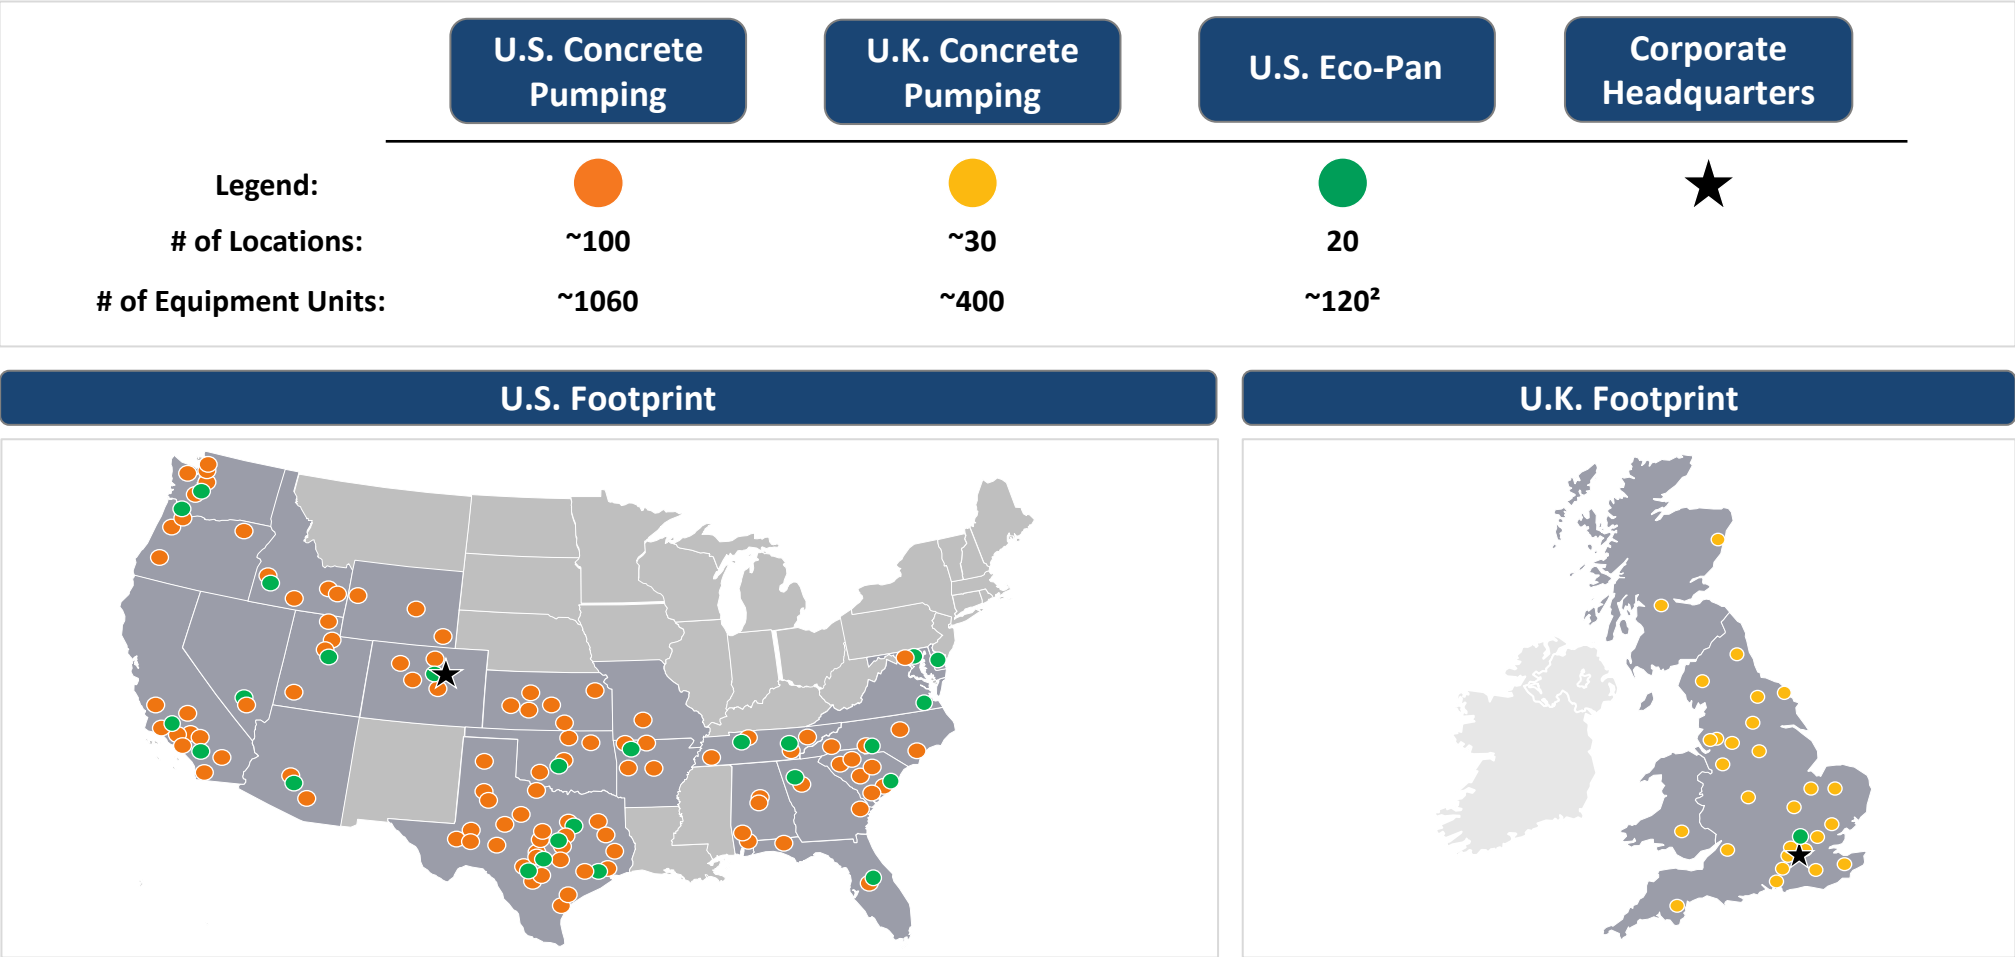 U.S. Concrete
Pumping
U.K. Concrete
Pumping
U.S. Eco-Pan
Corporate
Headquarters
Legend:
# of Locations: ~100 ~30 20
# of Equipment Units: ~1060 ~400 ~120²
U.S. Footprint
U.K. Footprint